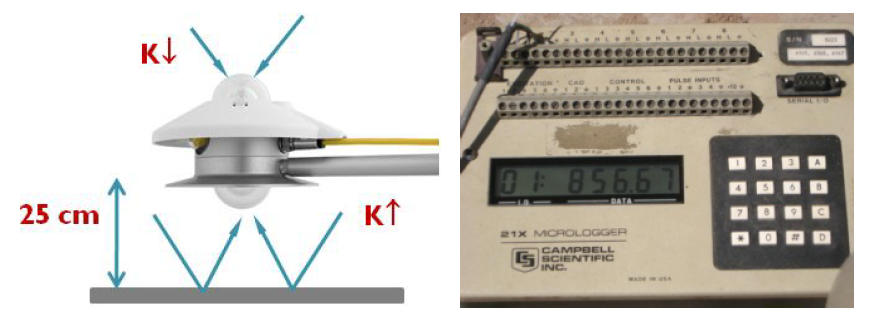 K↓
25 cm
K↑
S/N
SERIAL I/O
CAO CONTROL PULSE INPUTS
1 2 3 A
4 5 6 B
7 8 9 C
* 0 # D
01: 856.67
I.D. DATA
21X MICROLOGGER
CAMPBELL
SCIENTIFIC
INC.
MADE IN USA